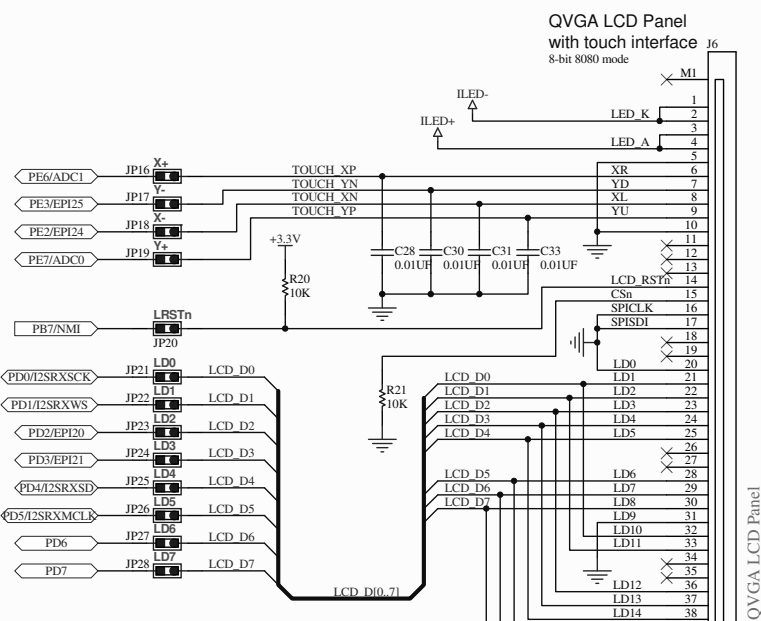 QVGA LCD Panel
with touch interface
8-bit 8080 mode
J6
M1
ILED-
1
LED_K 2
ILED+
3
LED_A 4
5
PE6/ADC1 JP16 X+ TOUCH_XP XR 6
PE3/EPI25 JP17 Y- TOUCH_YN YD 7
PE2/EPI24 JP18 X- TOUCH_XN XL 8
PE7/ADC0 JP19 Y+ TOUCH_YP YU 9
10
+3.3V
C28 0.01UF
C30 0.01UF
C31 0.01UF
C33 0.01UF
11
12
13
R20
10K
LCD_RSTn 14
CSn 15
SPICLK 16
SPISDI 17
PB7/NMI LRSTn
JP20
18
19
LD0 20
PD0/I2SRXSCK JP21 LD0 LCD_D0
PD1/I2SRXWS JP22 LD1 LCD_D1
PD2/EPI20 JP23 LD2 LCD_D2
PD3/EPI21 JP24 LD3 LCD_D3
PD4/I2SRXSD JP25 LD4 LCD_D4
PD5/I2SRXMCLK JP26 LD5 LCD_D5
PD6 JP27 LD6 LCD_D6
PD7 JP28 LD7 LCD_D7
R21
10K
LCD_D[0..7]
LCD_D0 LD1 21
LCD_D1 LD2 22
LCD_D2 LD3 23
LCD_D3 LD4 24
LCD_D4 LD5 25
26
27
LCD_D5 LD6 28
LCD_D6 LD7 29
LCD_D7 LD8 30
LD9 31
LD10 32
LD11 33
34
35
LD12 36
LD13 37
LD14 38
QVGA LCD Panel